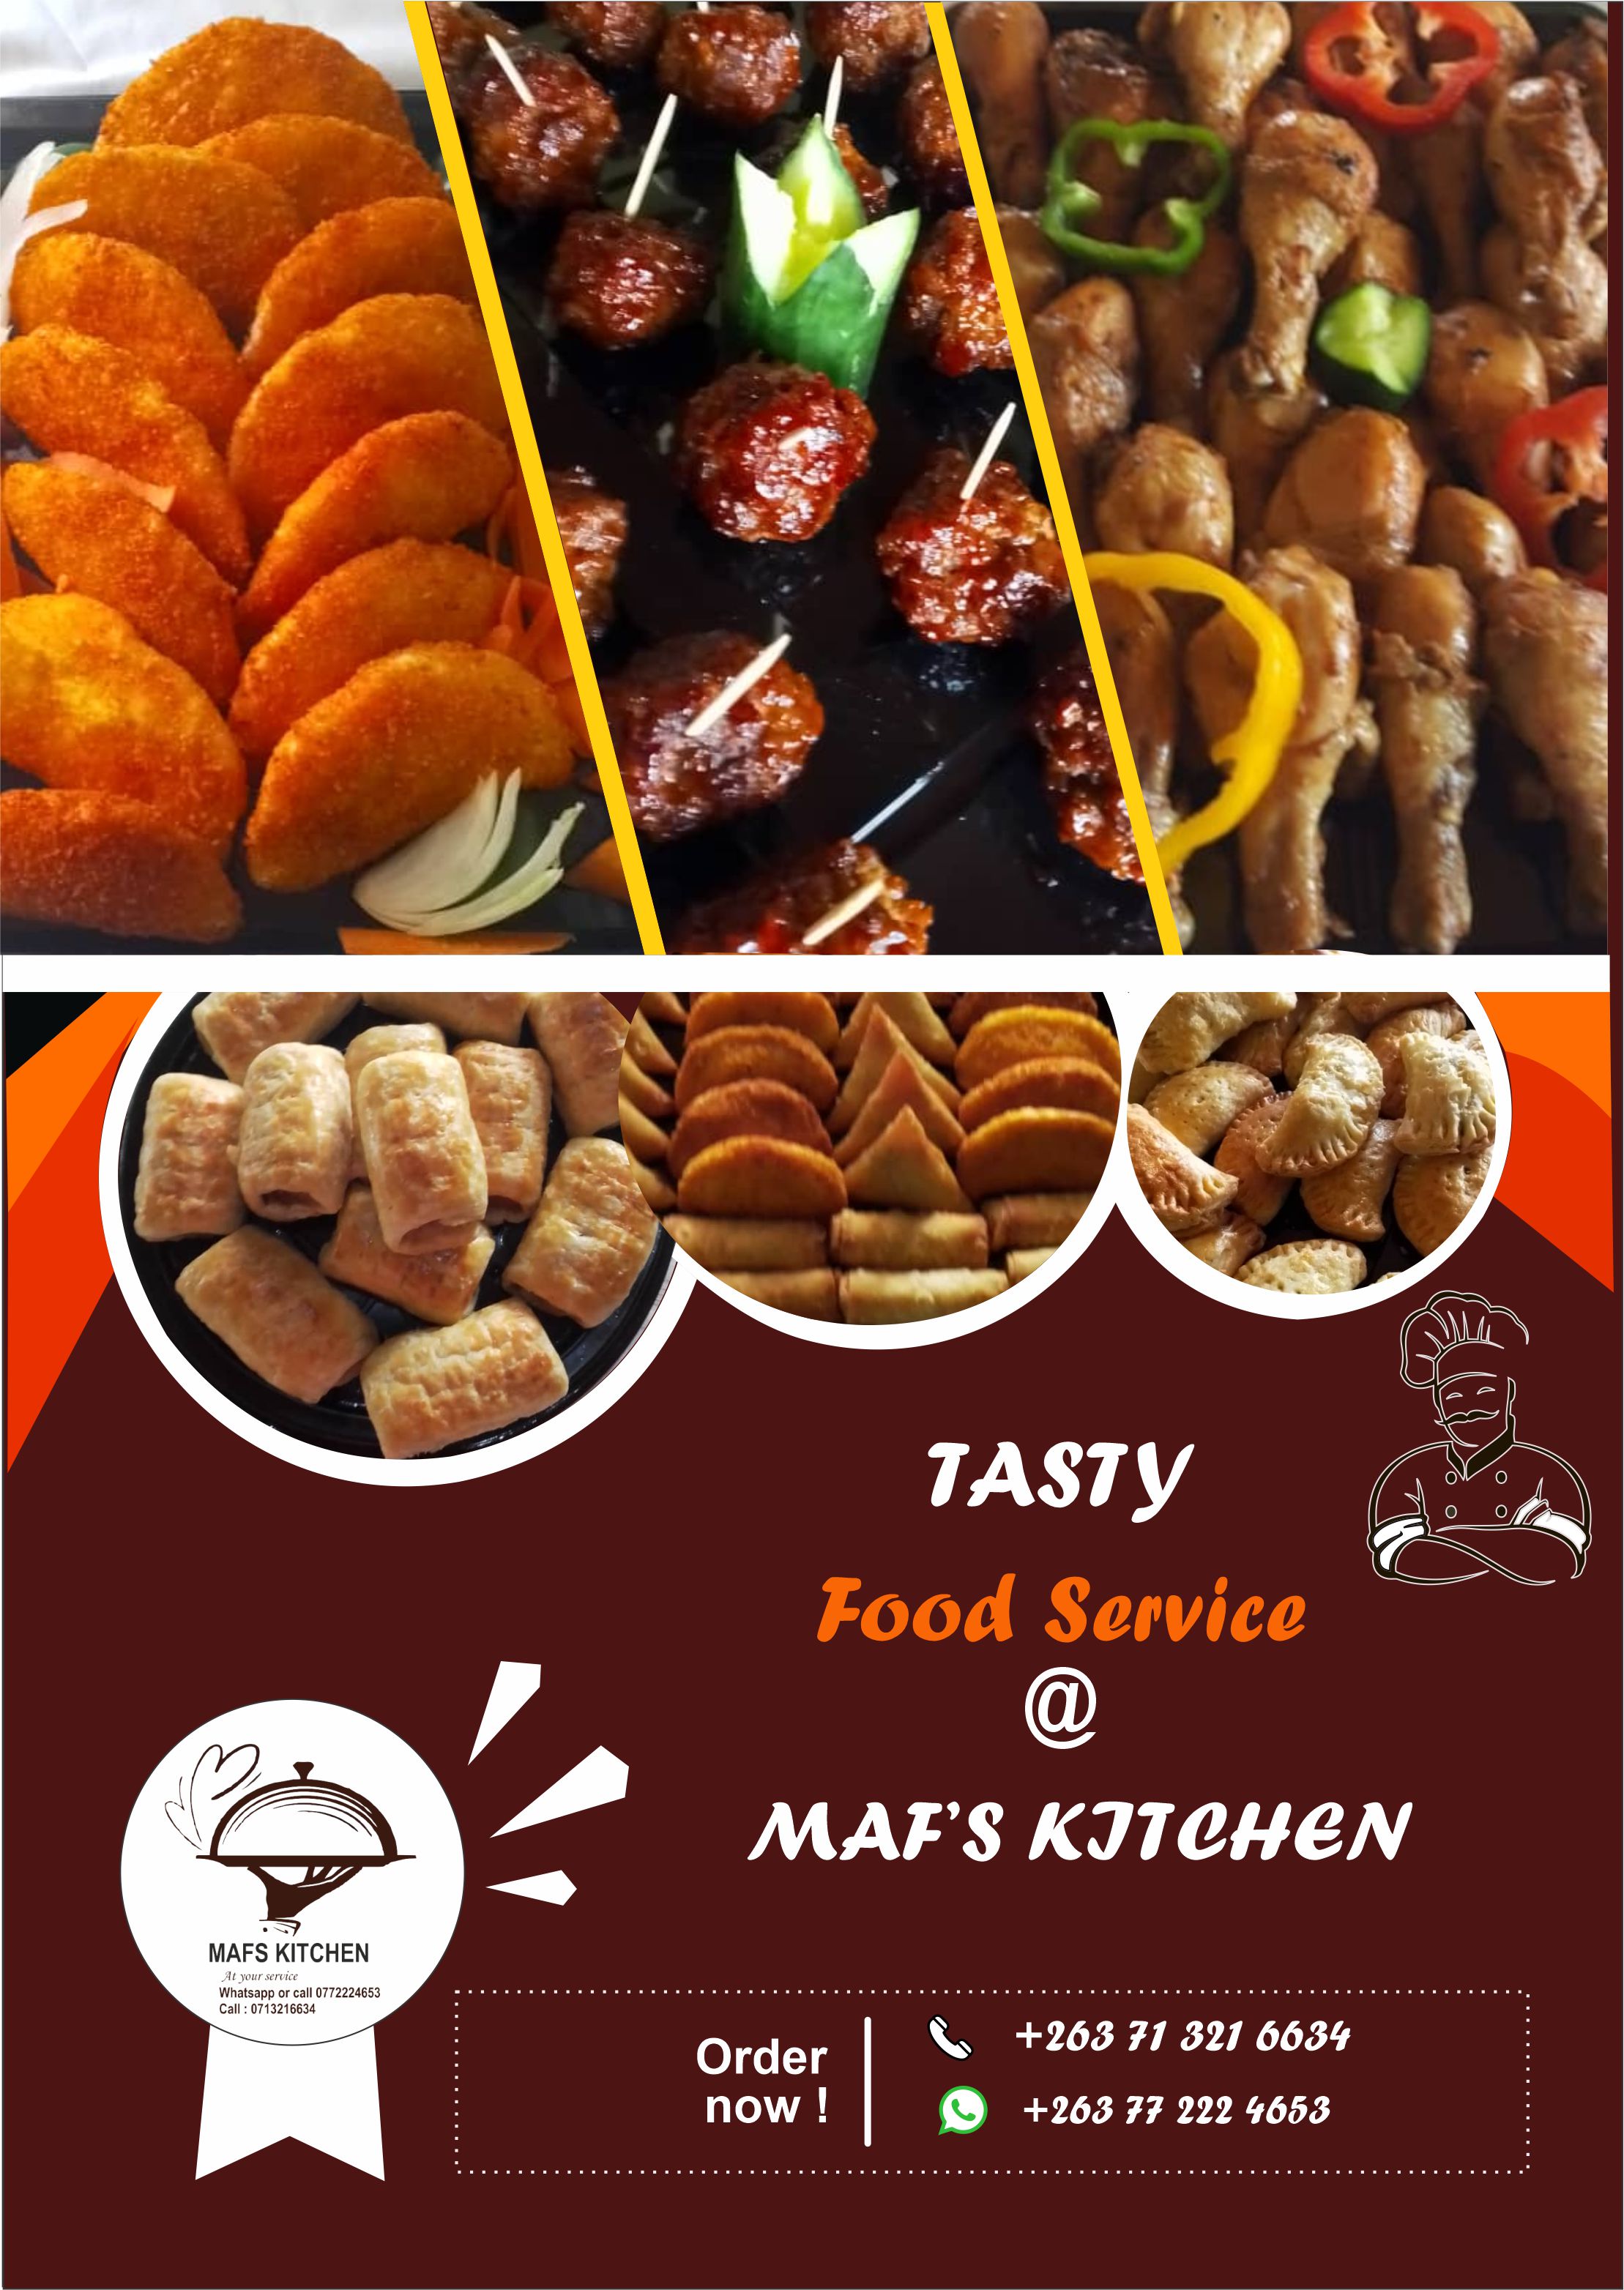 TASTY
Food Service
@
MAF'S KITCHEN
MAFS KITCHEN
At your service
Whatsapp or call 0772224653
Call : 0713216634
Order
now !
+263 71 321 6634
+263 77 222 4653